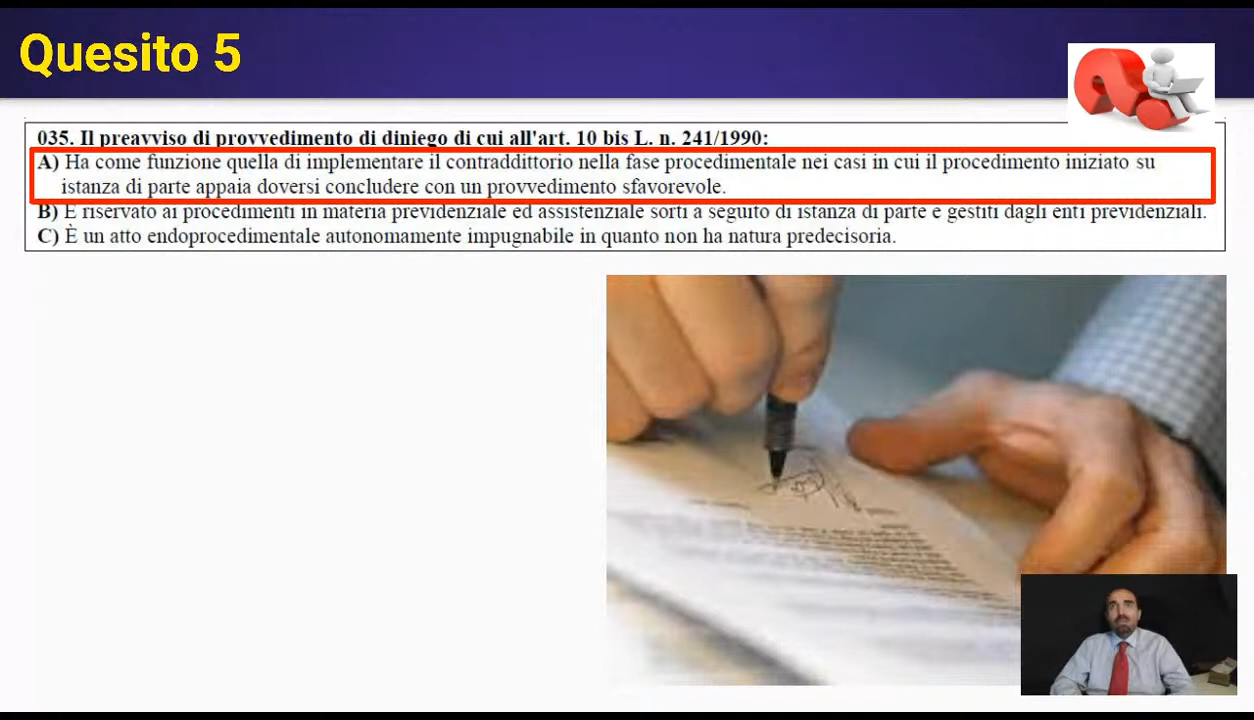 Quesito 5
035. Il preavviso di provvedimento di diniego di cui all'art. 10 bis L. n. 241/1990:
A) Ha come funzione quella di implementare il contraddittorio nella fase procedimentale nei casi in cui il procedimento iniziato su
istanza di parte appaia doversi concludere con un provvedimento sfavorevole.
B) È riservato ai procedimenti in materia previdenziale ed assistenziale sorti a seguito di istanza di parte e gestiti dagli enti previdenziali.
C) È un atto endoprocedimentale autonomamente impugnabile in quanto non ha natura predecisoria.